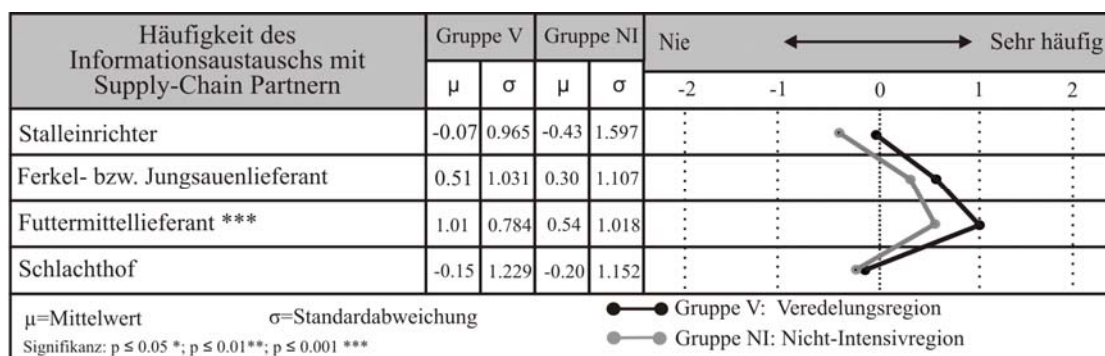 Häufigkeit des
Informationsaustauschs mit
Supply-Chain Partnern
Gruppe V Gruppe NI
μ σ μ σ
Nie Sehr häufig
-2 -1 0 1 2
Stalleinrichter -0.07 0.965 -0.43 1.597
Ferkel- bzw. Jungsauenlieferant 0.51 1.031 0.30 1.107
Futtermittellieferant *** 1.01 0.784 0.54 1.018
Schlachthof -0.15 1.229 -0.20 1.152
μ=Mittelwert σ=Standardabweichung
Signifikanz: p ≤ 0.05 *; p ≤ 0.01**; p ≤ 0.001 ***
Gruppe V: Veredelungsregion
Gruppe NI: Nicht-Intensivregion